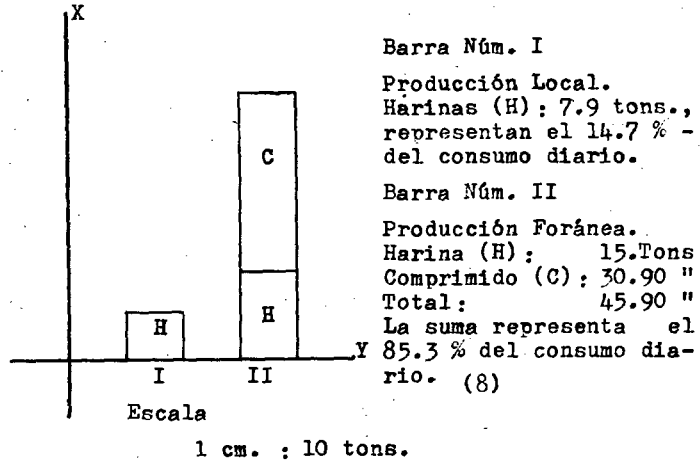 X
Barra Núm. I
Producción Local.
Harinas (H): 7.9 tons.,
representan el 14.7 % -
del consumo diario.
Barra Núm. II
Producción Foránea.
Harina (H): 15.Tons
Comprimido (C): 30.90 "
Total: 45.90 "
La suma representa el
85.3 % del consumo dia-
rio. (8)
C
H
H
Y
I II
Escala
1 cm. : 10 tons.